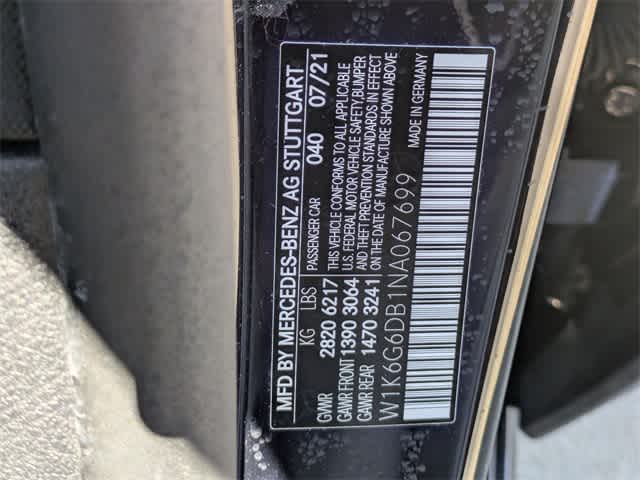 MFD BY MERCEDES-BENZ AG STUTTGART
KG LBS PASSENGER CAR 040 07/21
GVWR 2820 6217 THIS VEHICLE CONFORMS TO ALL APPLICABLE
GAWR FRONT 1390 3064 U.S. FEDERAL MOTOR VEHICLE SAFETY,BUMPER
GAWR REAR 1470 3241 AND THEFT PREVENTION STANDARDS IN EFFECT
ON THE DATE OF MANUFACTURE SHOWN ABOVE
W1K6G6DB1NA067699 MADE IN GERMANY